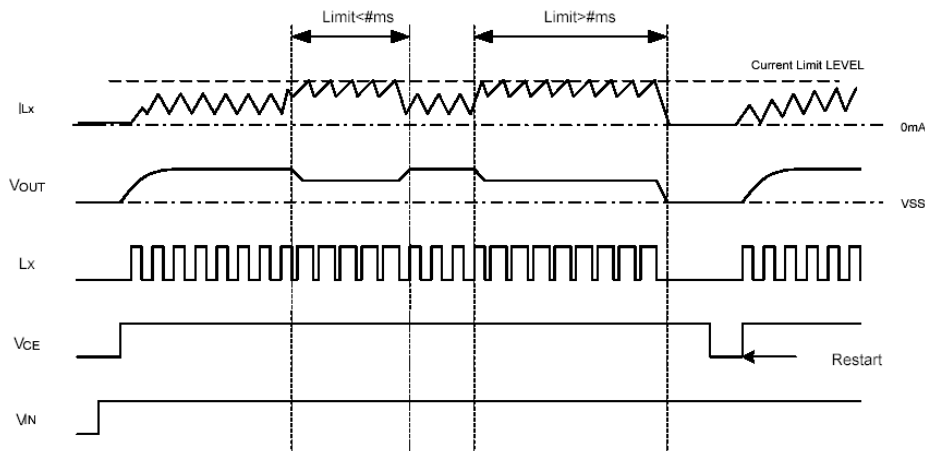 Limit<#ms
Limit>#ms
Current Limit LEVEL
ILx
0mA
VOUT
VSS
Lx
VCE
Restart
VIN